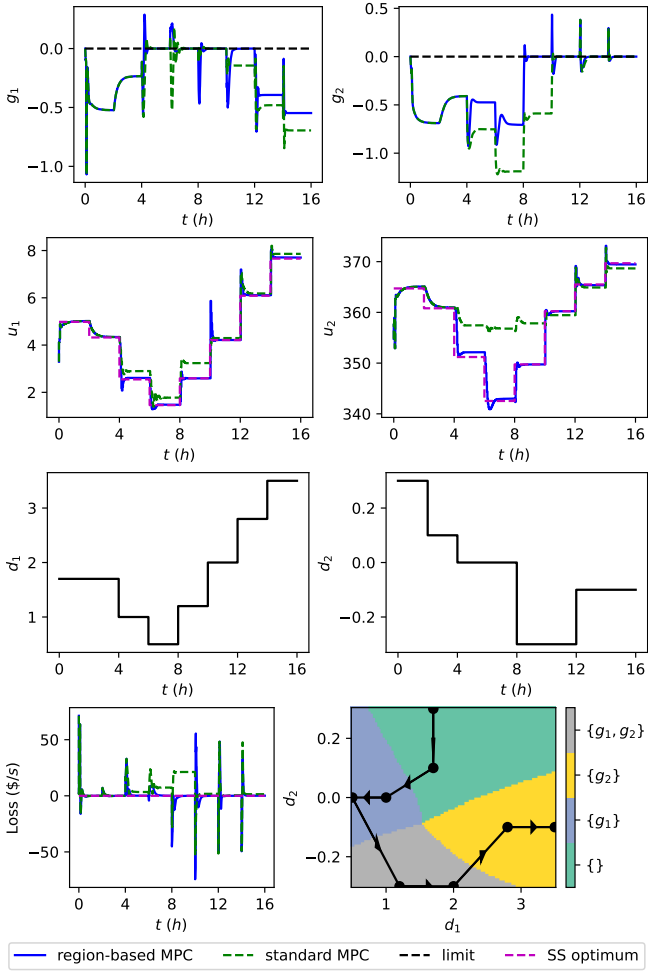 g1
0.0
−0.5
−1.0
0 4 8 12 16
t (h)
g2
0.5
0.0
−0.5
−1.0
0 4 8 12 16
t (h)
u1
8
6
4
2
0 4 8 12 16
t (h)
u2
370
360
350
340
0 4 8 12 16
t (h)
d1
3
2
1
0 4 8 12 16
t (h)
d2
0.2
0.0
−0.2
0 4 8 12 16
t (h)
Loss ($/s)
50
0
−50
0 4 8 12 16
t (h)
d2
0.2
0.0
−0.2
1 2 3
d1
{g1, g2}
{g2}
{g1}
{}
region-based MPC standard MPC limit SS optimum